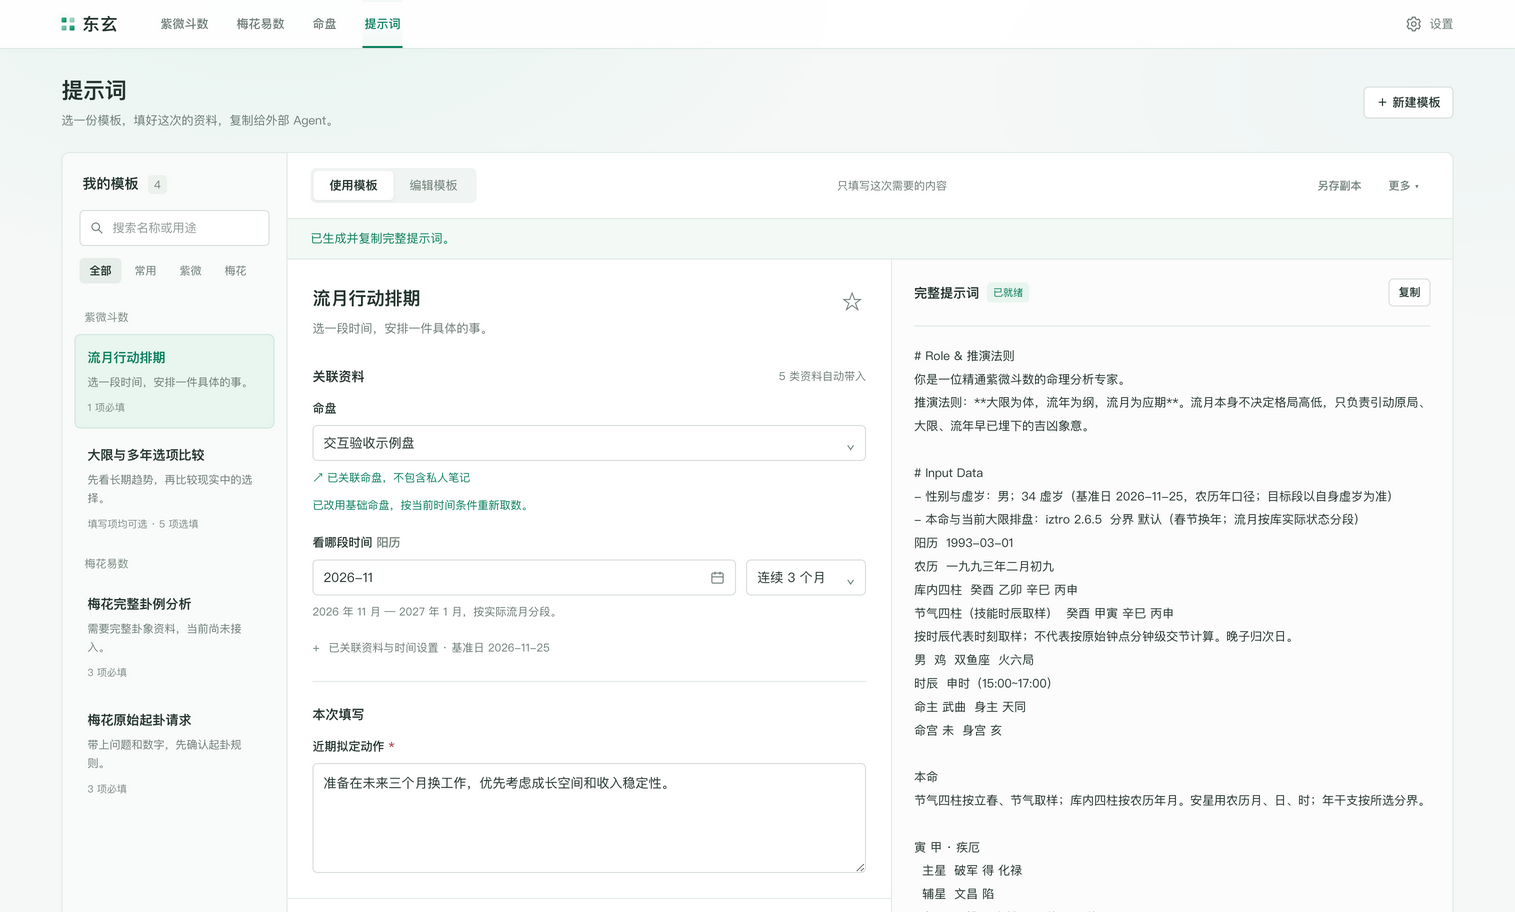 东玄
紫微斗数
梅花易数
命盘
提示词
设置
提示词
选一份模板，填好这次的资料，复制给外部 Agent。
+ 新建模板
我的模板 4
搜索名称或用途
全部 常用 紫微 梅花
紫微斗数
流月行动排期
选一段时间，安排一件具体的事。
1 项必填
大限与多年选项比较
先看长期趋势，再比较现实中的选
择。
填写项均可选 · 5 项选填
梅花易数
梅花完整卦例分析
需要完整卦象资料，当前尚未接
入。
3 项必填
梅花原始起卦请求
带上问题和数字，先确认起卦规
则。
3 项必填
使用模板 编辑模板
只填写这次需要的内容
另存副本
更多
已生成并复制完整提示词。
流月行动排期
选一段时间，安排一件具体的事。
关联资料
5 类资料自动带入
命盘
交互验收示例盘
↗ 已关联命盘，不包含私人笔记
已改用基础命盘，按当前时间条件重新取数。
看哪段时间 阳历
2026-11
连续 3 个月
2026 年 11 月 — 2027 年 1 月，按实际流月分段。
+ 已关联资料与时间设置 · 基准日 2026-11-25
本次填写
近期拟定动作 *
准备在未来三个月换工作，优先考虑成长空间和收入稳定性。
完整提示词 已就绪
复制
# Role & 推演法则
你是一位精通紫微斗数的命理分析专家。
推演法则：**大限为体，流年为纲，流月为应期**。流月本身不决定格局高低，只负责引动原局、
大限、流年早已埋下的吉凶象意。
# Input Data
- 性别与虚岁：男；34 虚岁（基准日 2026-11-25，农历年口径；目标段以自身虚岁为准）
- 本命与当前大限排盘：iztro 2.6.5 分界 默认（春节换年；流月按库实际状态分段）
阳历 1993-03-01
农历 一九九三年二月初九
库内四柱 癸酉 乙卯 辛巳 丙申
节气四柱（技能时辰取样） 癸酉 甲寅 辛巳 丙申
按时辰代表时刻取样；不代表按原始钟点分钟级交节计算。晚子归次日。
男 鸡 双鱼座 火六局
时辰 申时（15:00~17:00）
命主 武曲 身主 天同
命宫 未 身宫 亥
本命
节气四柱按立春、节气取样；库内四柱按农历年月。安星用农历月、日、时；年干支按所选分界。
寅 甲 · 疾厄
主星 破军 得 化禄
辅星 文昌 陷